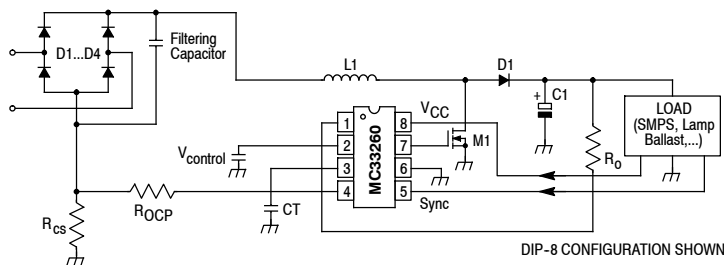 D1...D4
Filtering
Capacitor
L1
D1
+
C1
LOAD
(SMPS, Lamp
Ballast,...)
VCC
M1
Ro
Vcontrol
1
2
3
4
MC33260
8
7
6
5
Sync
CT
ROCP
Rcs
DIP-8 CONFIGURATION SHOWN